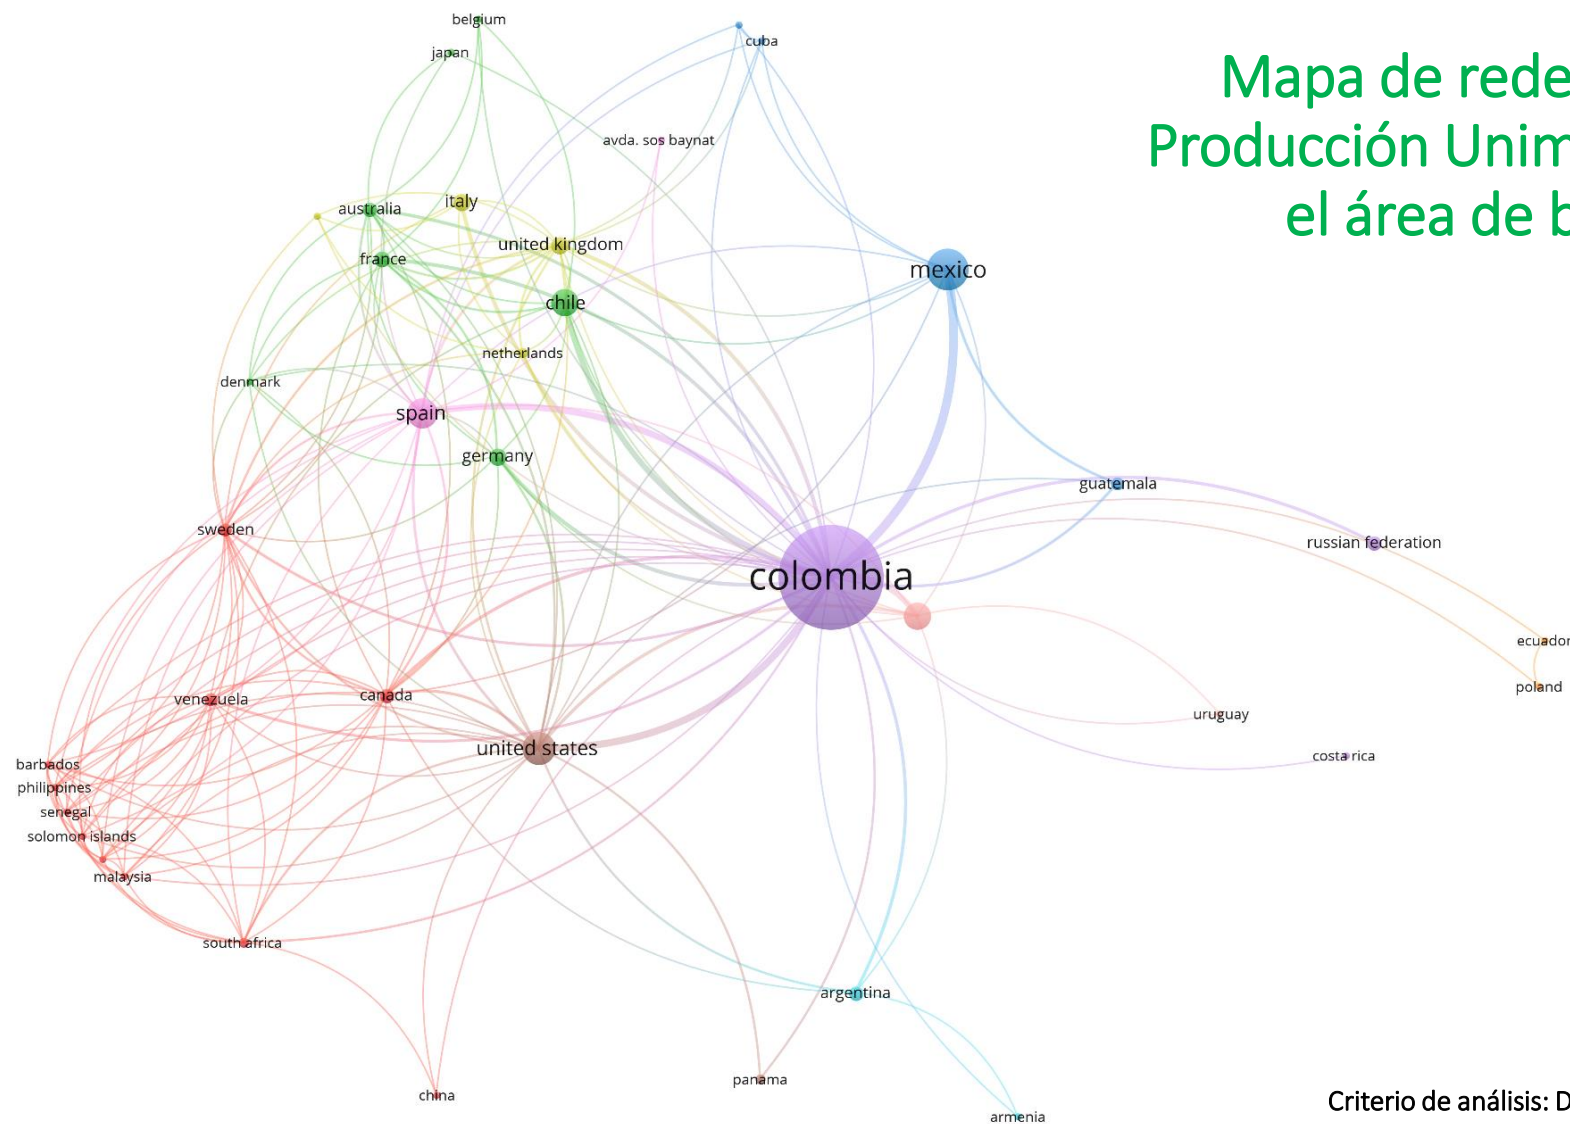 Mapa de rede
Producción Unim
el área de b
belgium
japan
cuba
avda. sos baynat
italy
australia
united kingdom
france
mexico
chile
netherlands
denmark
spain
germany
guatemala
sweden
russian federation
colombia
ecuador
poland
venezuela
canada
uruguay
united states
costa rica
barbados
philippines
senegal
solomon islands
malaysia
south africa
argentina
panama
china
armenia
Criterio de análisis: D